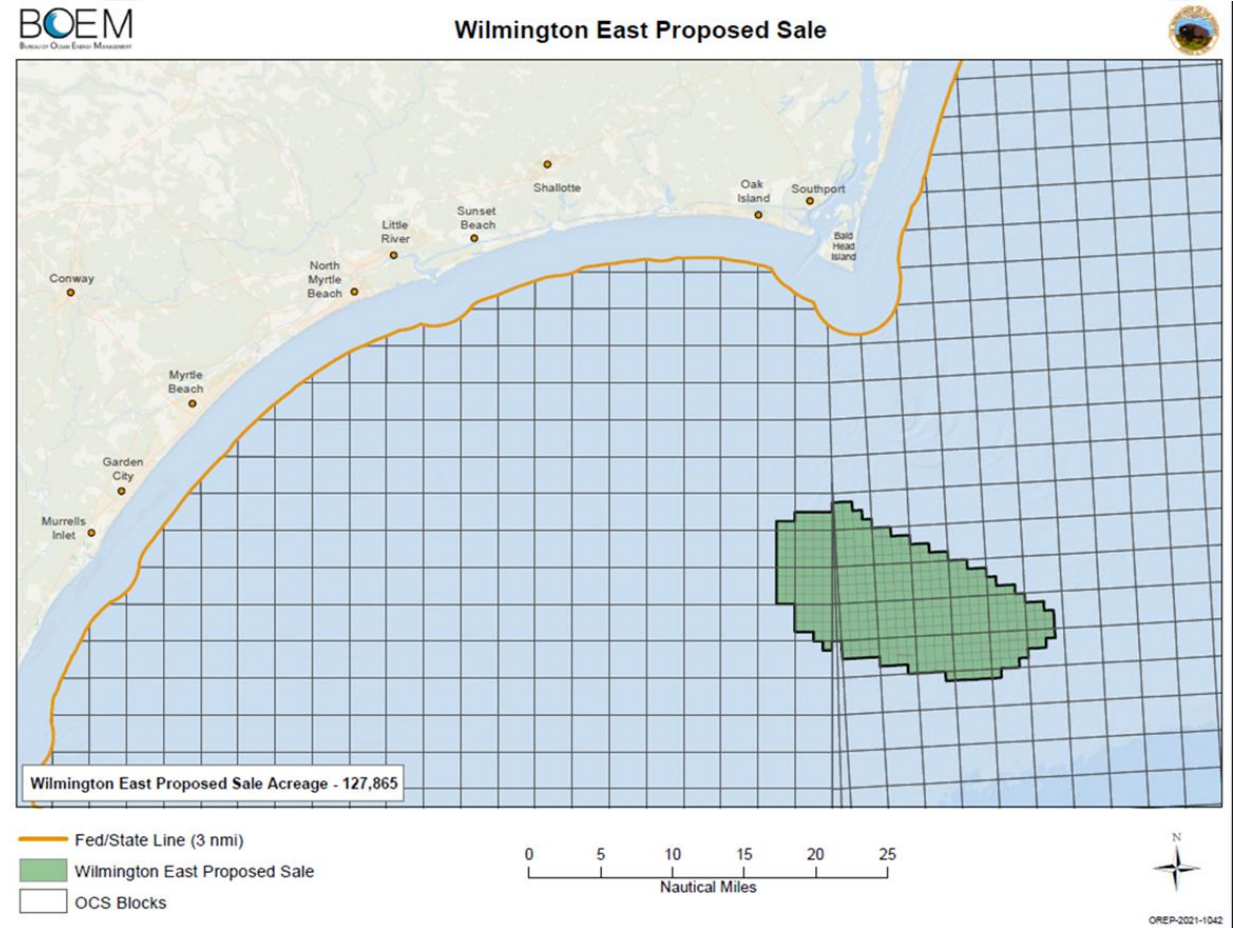 BOEM
BUREAU OF OCEAN ENERGY MANAGEMENT
Wilmington East Proposed Sale
Shallotte
Oak
Island
Southport
Sunset
Beach
Little
River
Bald
Head
Island
North
Myrtle
Beach
Conway
Myrtle
Beach
Garden
City
Murrells
Inlet
Wilmington East Proposed Sale Acreage - 127,865
Fed/State Line (3 nmi)
Wilmington East Proposed Sale
OCS Blocks
0 5 10 15 20 25
Nautical Miles
N
OREP-2021-1042